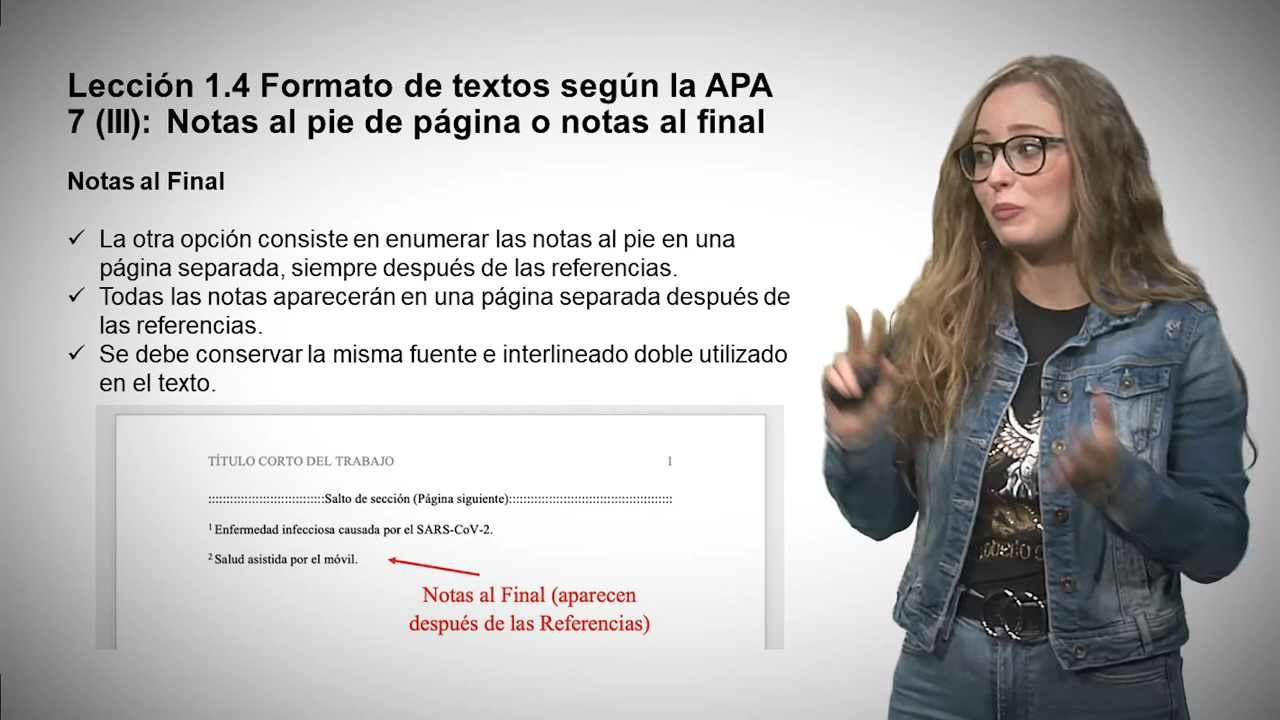 Lección 1.4 Formato de textos según la APA
7 (III): Notas al pie de página o notas al final
Notas al Final
✓ La otra opción consiste en enumerar las notas al pie en una
página separada, siempre después de las referencias.
✓ Todas las notas aparecerán en una página separada después de
las referencias.
✓ Se debe conservar la misma fuente e interlineado doble utilizado
en el texto.
TÍTULO CORTO DEL TRABAJO 1
::::::::::::::::::::::::::::::::Salto de sección (Página siguiente):::::::::::::::::::::::::::::::::::::::::::::
¹ Enfermedad infecciosa causada por el SARS-CoV-2.
² Salud asistida por el móvil.
Notas al Final (aparecen
después de las Referencias)